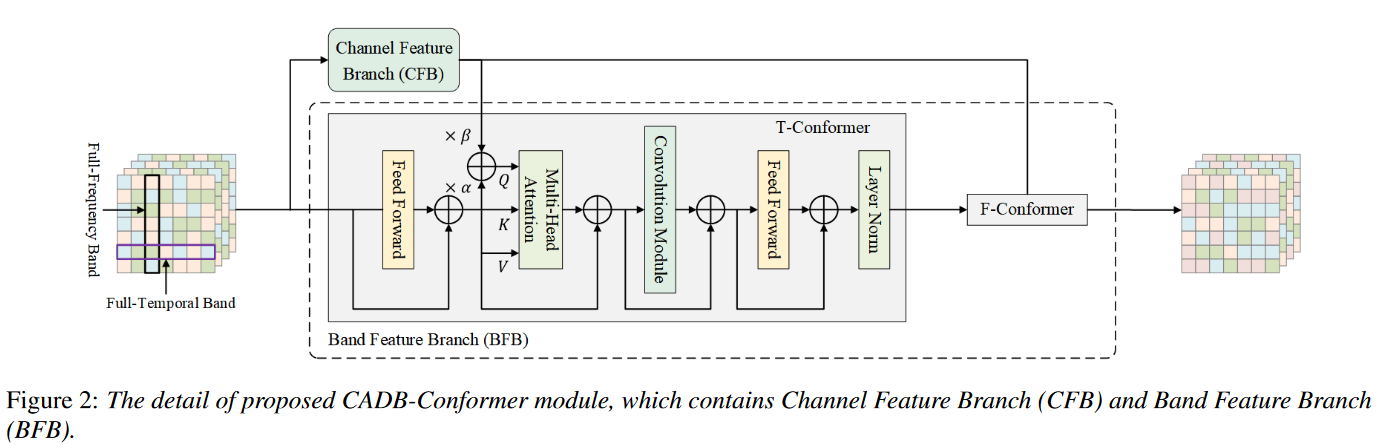 Channel Feature
Branch (CFB)
T-Conformer
Full-Frequency Band
Full-Temporal Band
Feed Forward
× β
× α
Q
K
V
Multi-Head
Attention
Convolution Module
Feed Forward
Layer Norm
F-Conformer
Band Feature Branch (BFB)
Figure 2: The detail of proposed CADB-Conformer module, which contains Channel Feature Branch (CFB) and Band Feature Branch
(BFB).